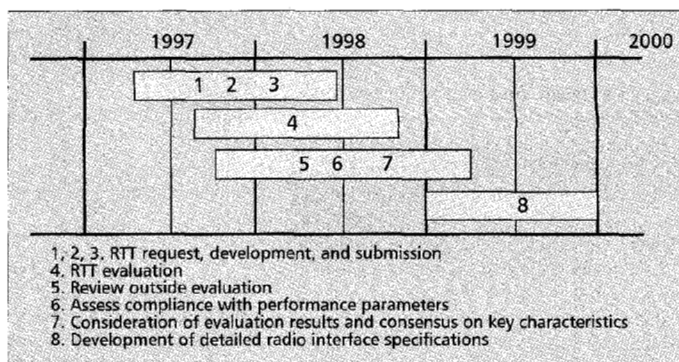 1997 1998 1999 2000
1 2 3
4
5 6 7
8
1, 2, 3. RTT request, development, and submission
4. RTT evaluation
5. Review outside evaluation
6. Assess compliance with performance parameters
7. Consideration of evaluation results and consensus on key characteristics
8. Development of detailed radio interface specifications